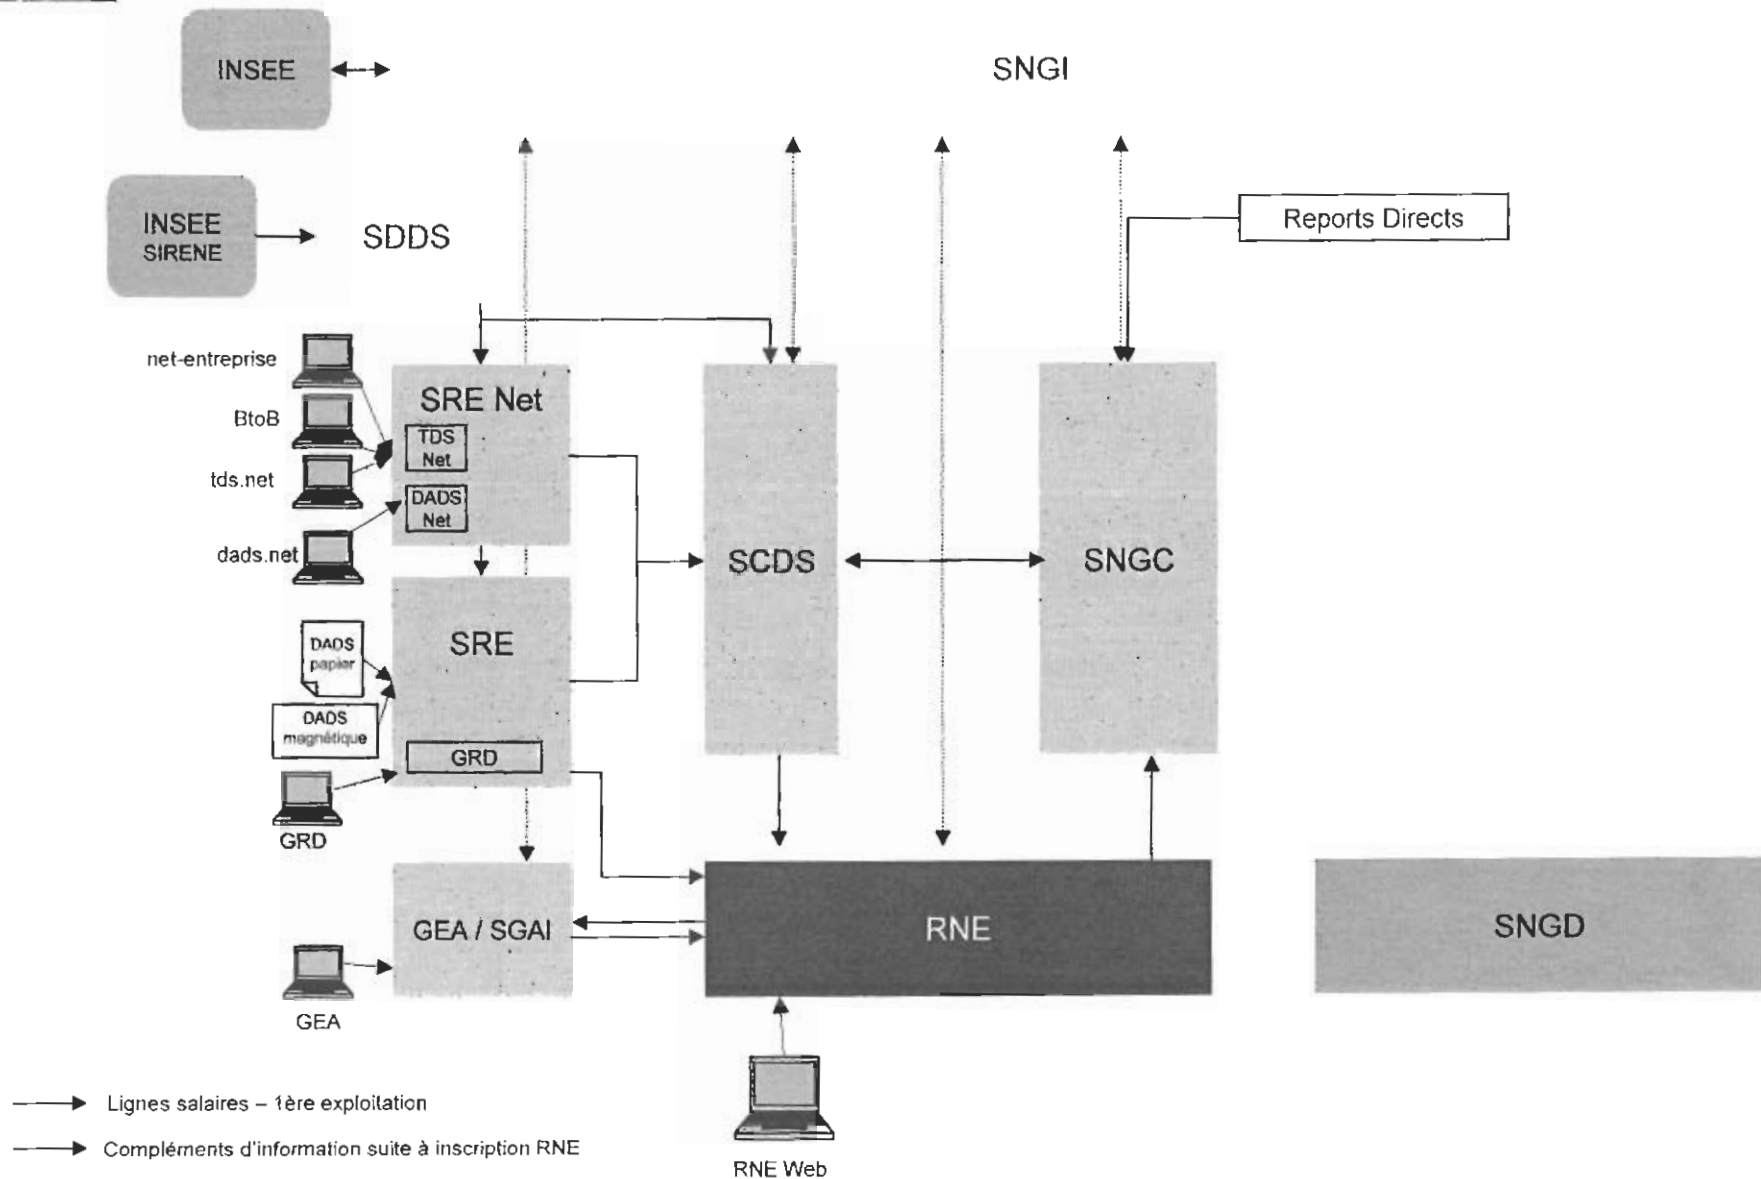 INSEE
SNGI
INSEE
SIRENE
SDDS
Reports Directs
net-entreprise
BtoB
tds.net
dads.net
SRE Net
TDS
Net
DADS
Net
SCDS
SNGC
SRE
DADS
papier
DADS
magnétique
GRD
GRD
GEA / SGAI
RNE
SNGD
GEA
RNE Web
Lignes salaires – 1ère exploitation
Compléments d'information suite à inscription RNE